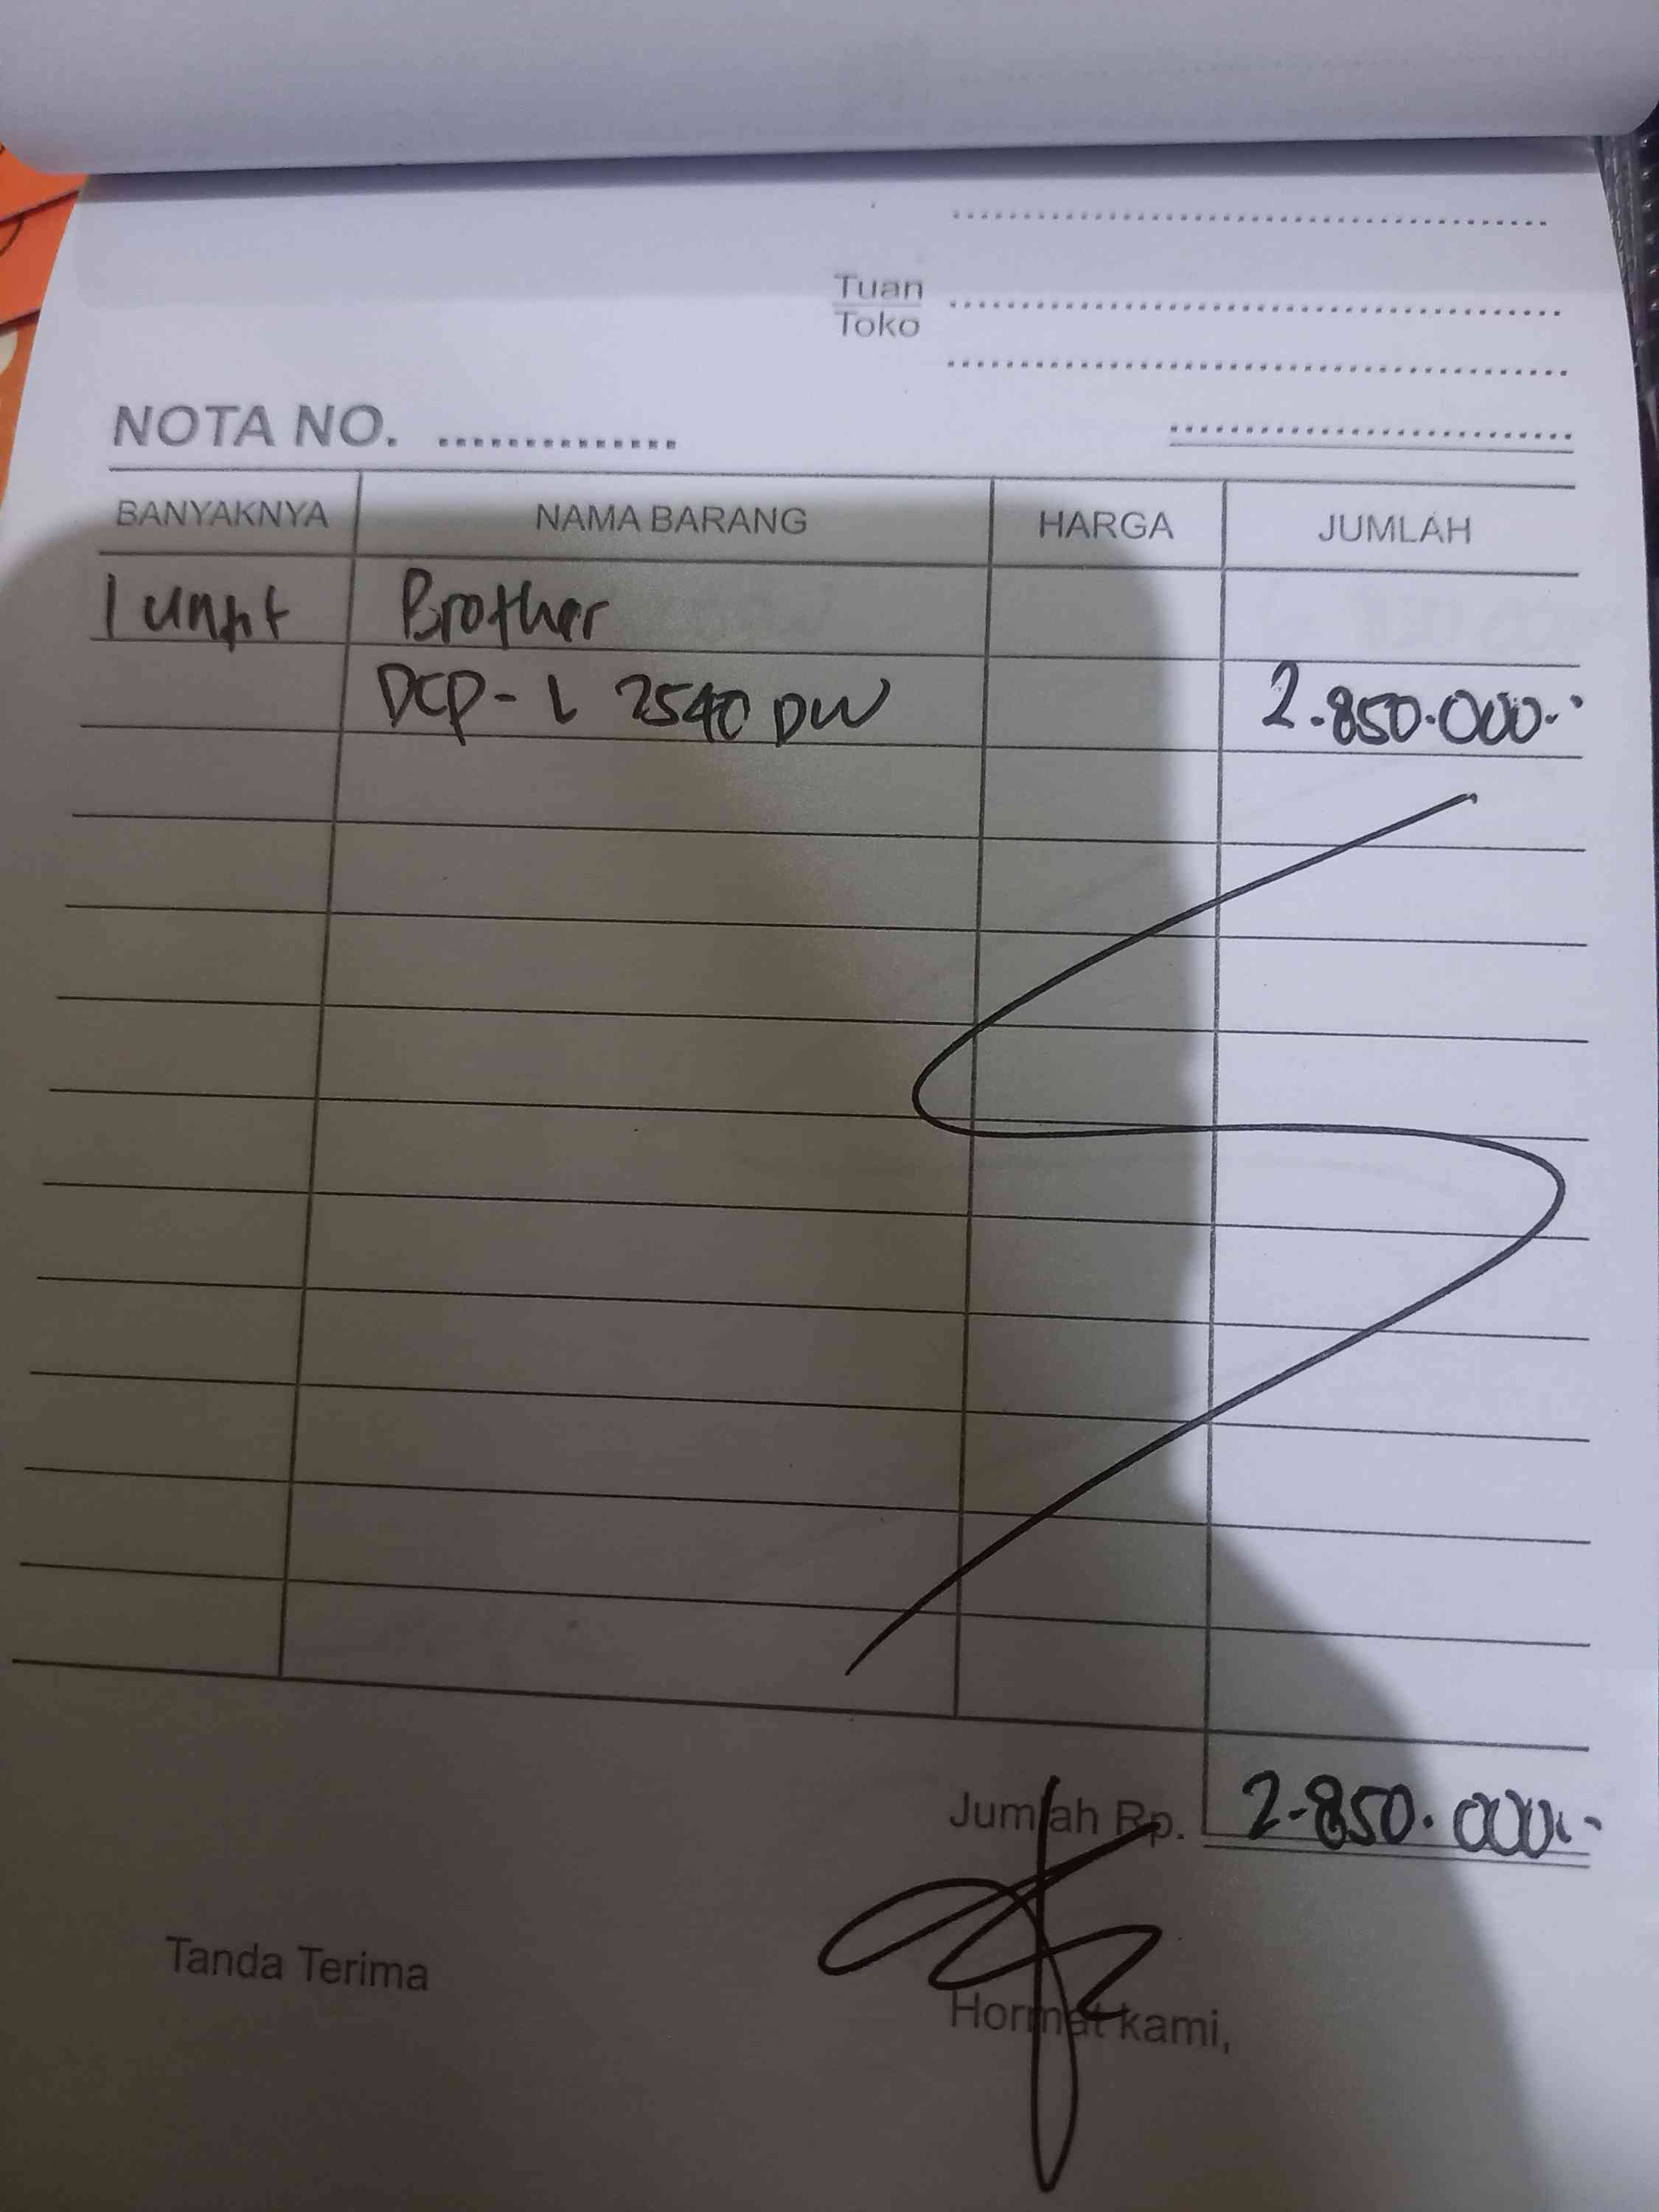 Tuan
Toko
NOTA NO. ...............
BANYAKNYA NAMA BARANG HARGA JUMLAH
1 unit Brother
DCP-L 2540 DW 2.850.000.-
Jumlah Rp. 2.850.000.-
Tanda Terima
Hormat kami,